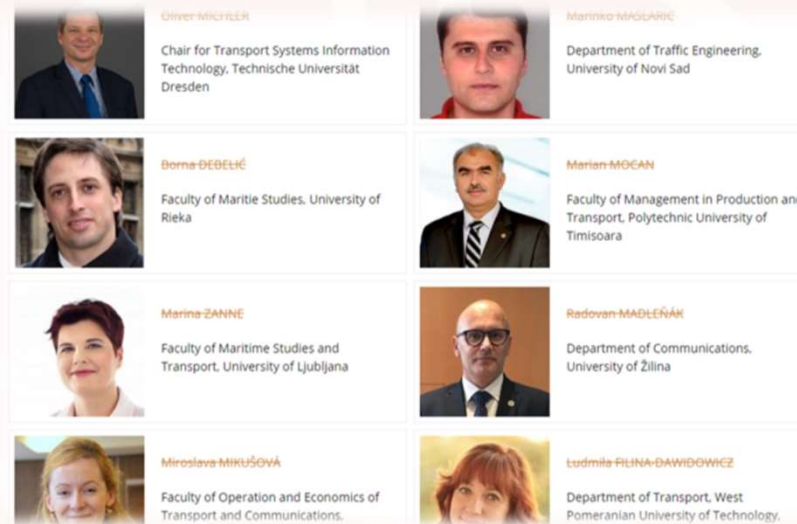 Oliver MICHLER
Chair for Transport Systems Information
Technology, Technische Universität
Dresden
Marinko MASLARIĆ
Department of Traffic Engineering,
University of Novi Sad
Borna DEBELIĆ
Faculty of Maritie Studies, University of
Rieka
Marian MOCAN
Faculty of Management in Production and
Transport, Polytechnic University of
Timisoara
Marina ZANNE
Faculty of Maritime Studies and
Transport, University of Ljubljana
Radovan MADLEŇÁK
Department of Communications,
University of Žilina
Miroslava MIKUŠOVÁ
Faculty of Operation and Economics of
Transport and Communications,
Ludmiła FILINA-DAWIDOWICZ
Department of Transport, West
Pomeranian University of Technology,